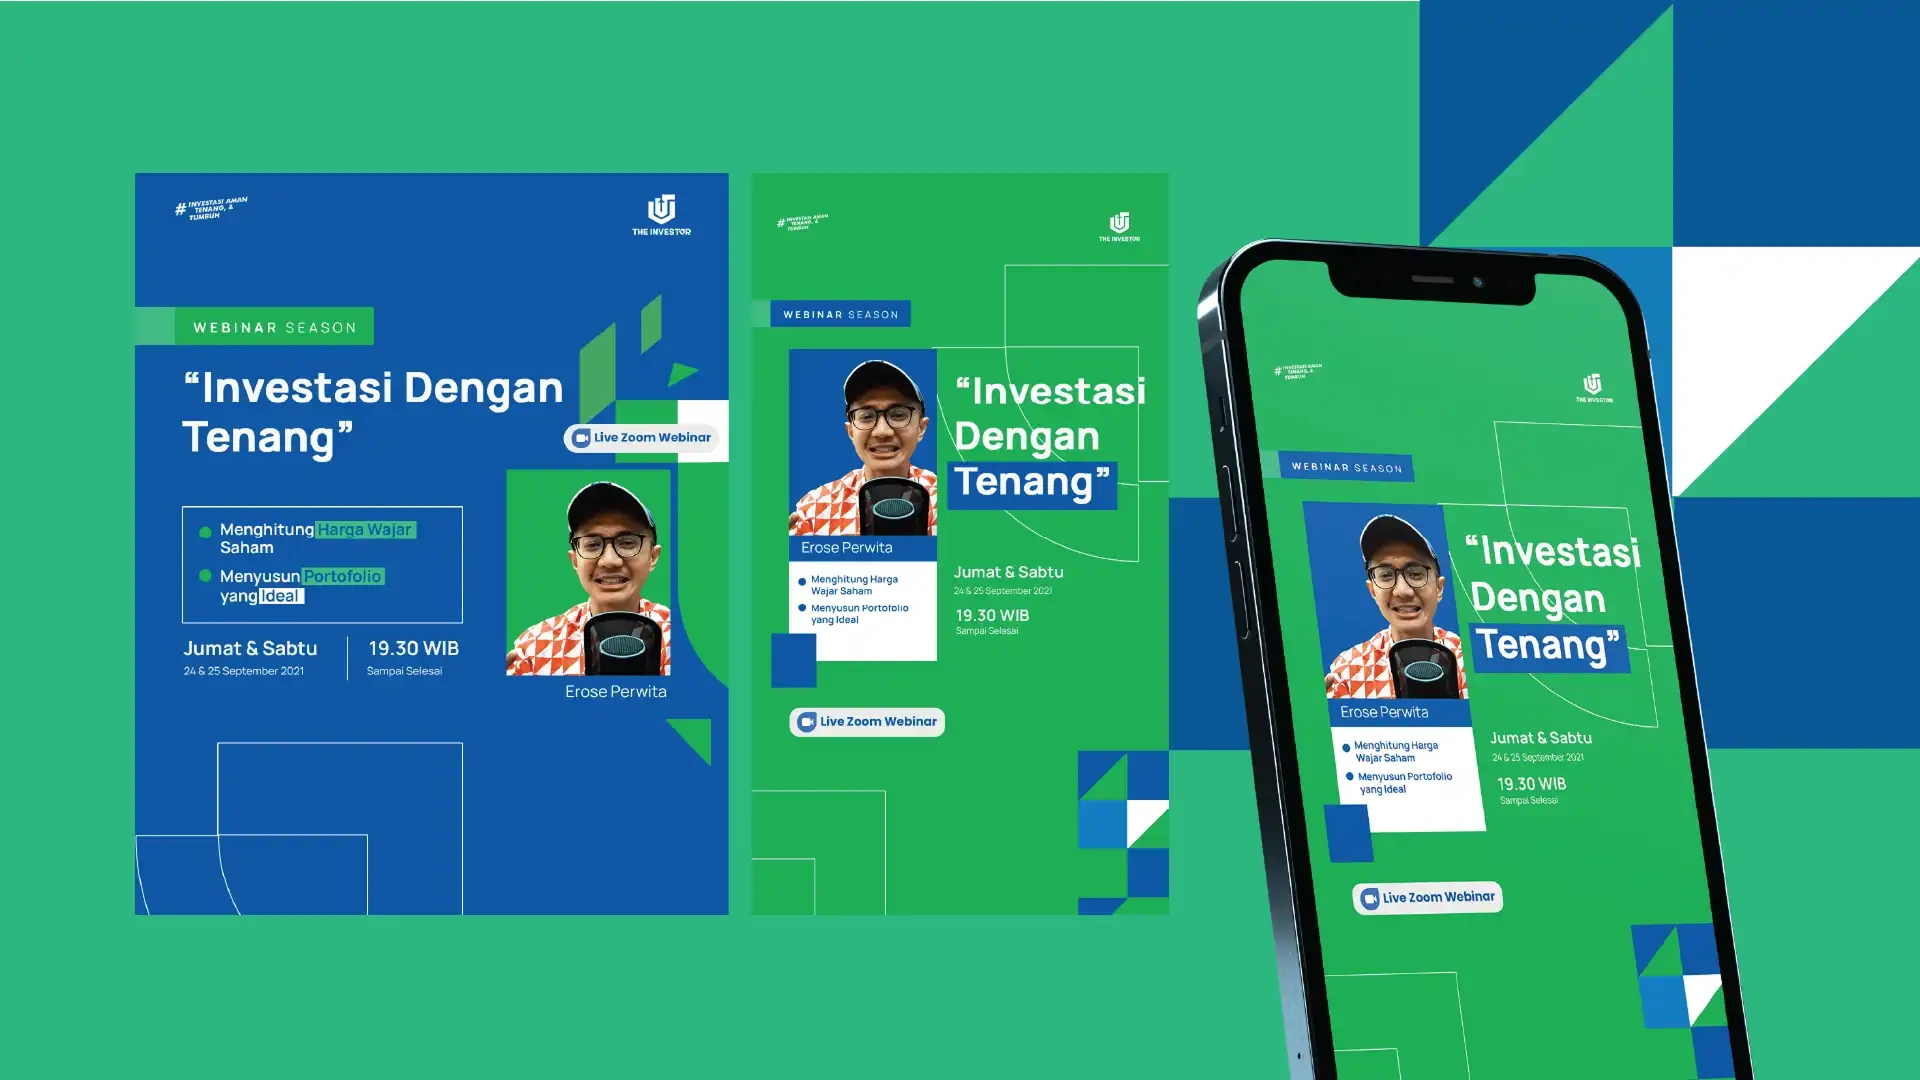 # INVESTASI AMAN
TENANG, &
TUMBUH
THE INVESTOR
WEBINAR SEASON
“Investasi Dengan
Tenang”
Live Zoom Webinar
Menghitung Harga Wajar
Saham
Menyusun Portofolio
yang Ideal
Jumat & Sabtu
24 & 25 September 2021
19.30 WIB
Sampai Selesai
Erose Perwita
# INVESTASI AMAN
TENANG, &
TUMBUH
THE INVESTOR
WEBINAR SEASON
“Investasi
Dengan
Tenang”
Erose Perwita
Menghitung Harga
Wajar Saham
Menyusun Portofolio
yang Ideal
Jumat & Sabtu
24 & 25 September 2021
19.30 WIB
Sampai Selesai
Live Zoom Webinar
# INVESTASI AMAN
TENANG, &
TUMBUH
THE INVESTOR
WEBINAR SEASON
“Investasi
Dengan
Tenang”
Erose Perwita
Menghitung Harga
Wajar Saham
Menyusun Portofolio
yang Ideal
Jumat & Sabtu
24 & 25 September 2021
19.30 WIB
Sampai Selesai
Live Zoom Webinar